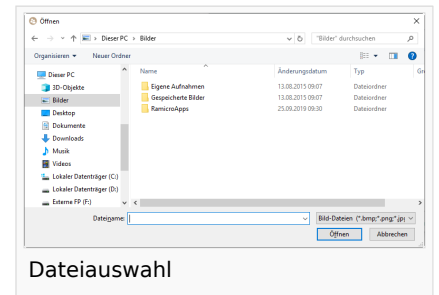 Öffnen
Dieser PC › Bilder
"Bilder" durchsuchen
Organisieren
Neuer Ordner
Name
Änderungsdatum
Typ
Grö
Dieser PC
3D-Objekte
Bilder
Desktop
Dokumente
Downloads
Musik
Videos
Lokaler Datenträger (C:)
Lokaler Datenträger (D:)
Externe FP (F:)
Eigene Aufnahmen 13.08.2015 09:07 Dateiordner
Gespeicherte Bilder 13.08.2015 09:07 Dateiordner
RamicroApps 25.09.2019 09:30 Dateiordner
Dateiname:
Bild-Dateien (*.bmp;*.png;*.jpg
Öffnen
Abbrechen
Dateiauswahl